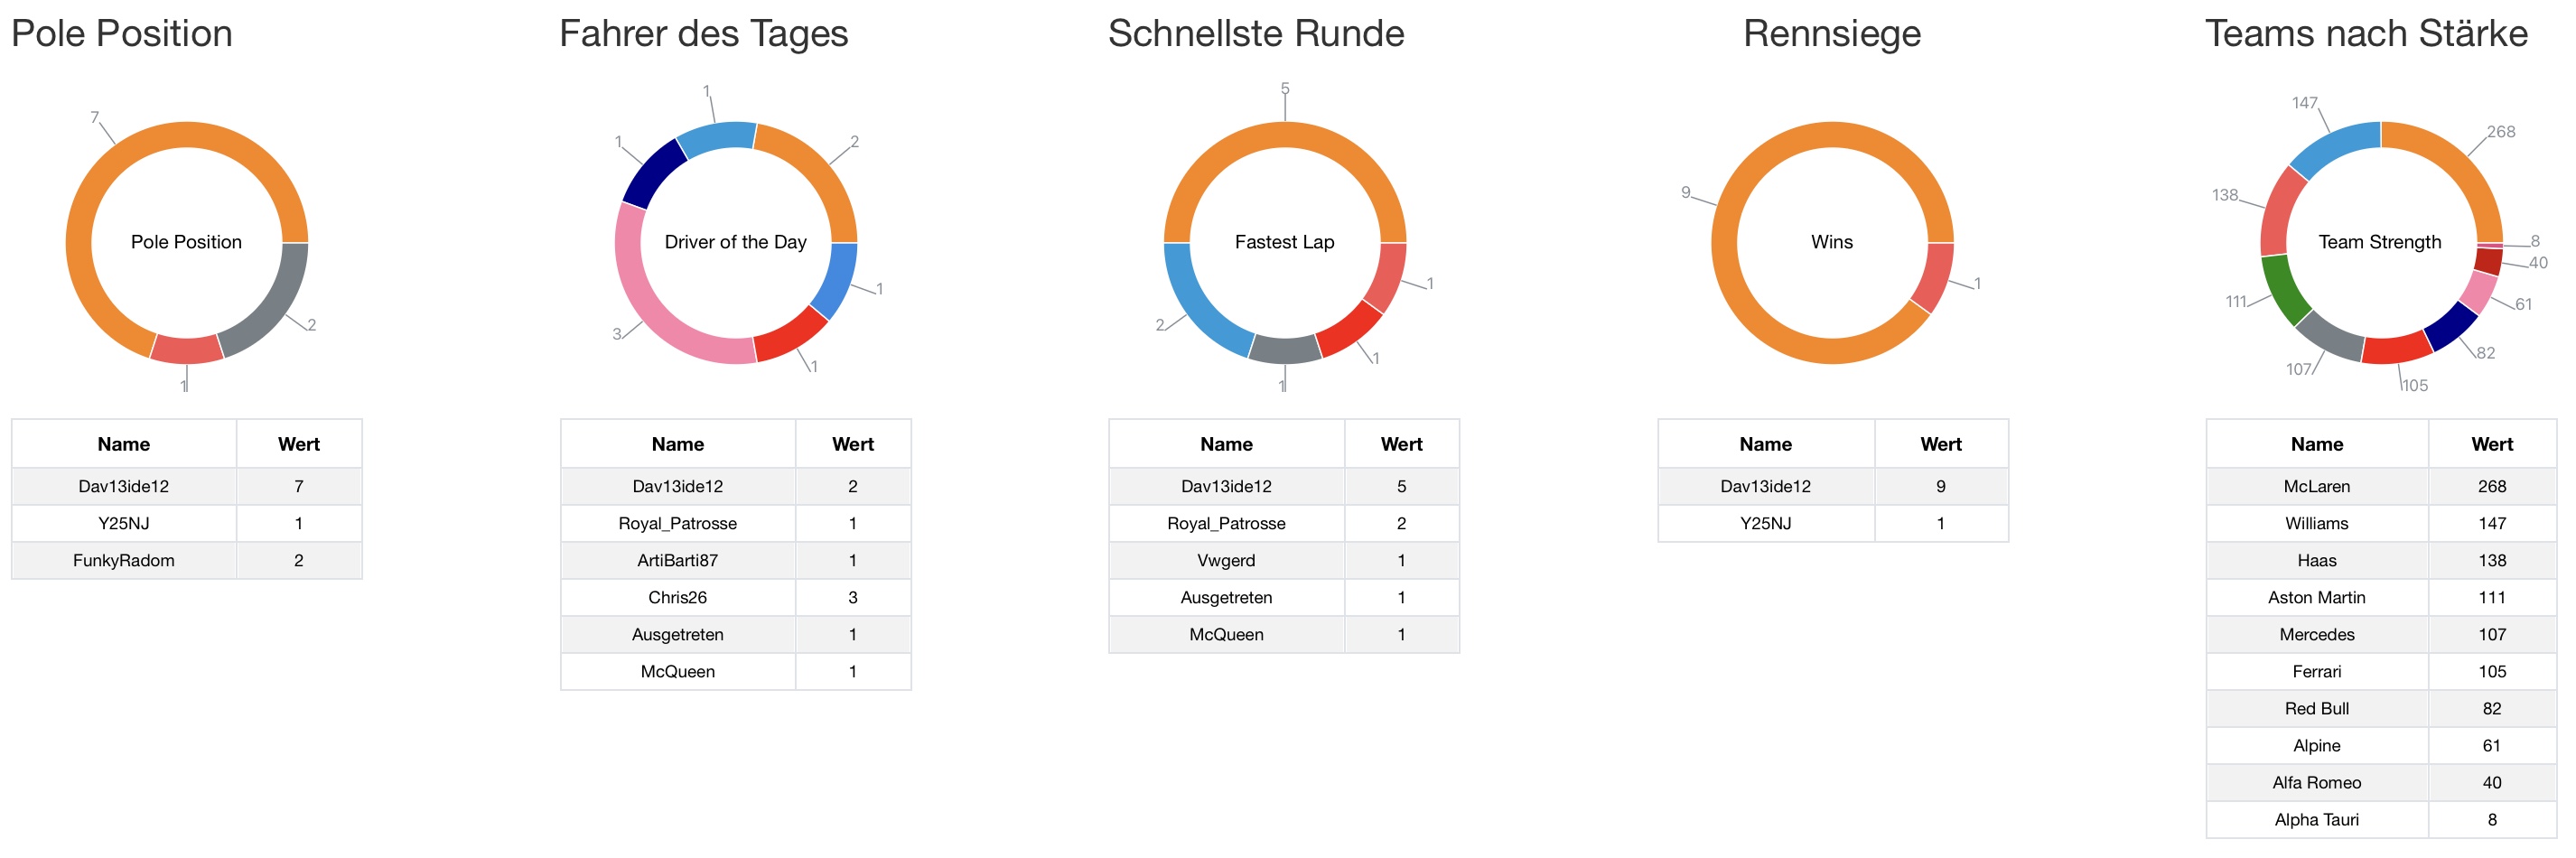 Pole Position
7
Pole Position
2
1
Name Wert
Dav13ide12 7
Y25NJ 1
FunkyRadom 2
Fahrer des Tages
1
1
2
Driver of the Day
1
3
1
Name Wert
Dav13ide12 2
Royal_Patrosse 1
ArtiBarti87 1
Chris26 3
Ausgetreten 1
McQueen 1
Schnellste Runde
5
Fastest Lap
1
2
1
1
Name Wert
Dav13ide12 5
Royal_Patrosse 2
Vwgerd 1
Ausgetreten 1
McQueen 1
Rennsiege
9
Wins
1
Name Wert
Dav13ide12 9
Y25NJ 1
Teams nach Stärke
147
268
138
Team Strength
8
40
111
61
82
107
105
Name Wert
McLaren 268
Williams 147
Haas 138
Aston Martin 111
Mercedes 107
Ferrari 105
Red Bull 82
Alpine 61
Alfa Romeo 40
Alpha Tauri 8